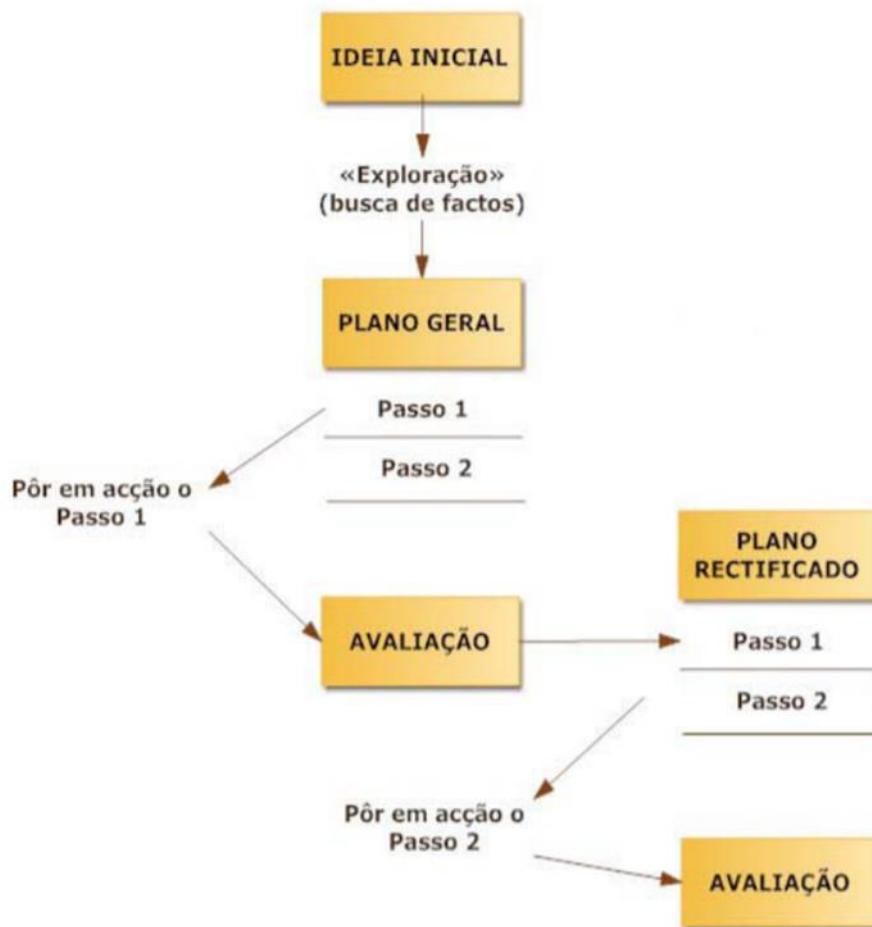 IDEIA INICIAL
«Exploração»
(busca de factos)
PLANO GERAL
Passo 1
Passo 2
Pôr em acção o
Passo 1
PLANO
RECTIFICADO
AVALIAÇÃO
Passo 1
Passo 2
Pôr em acção o
Passo 2
AVALIAÇÃO